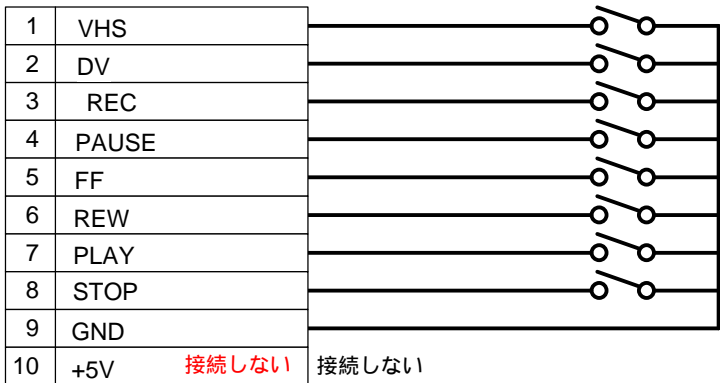 1 VHS
2 DV
3 REC
4 PAUSE
5 FF
6 REW
7 PLAY
8 STOP
9 GND
10 +5V 接続しない 接続しない